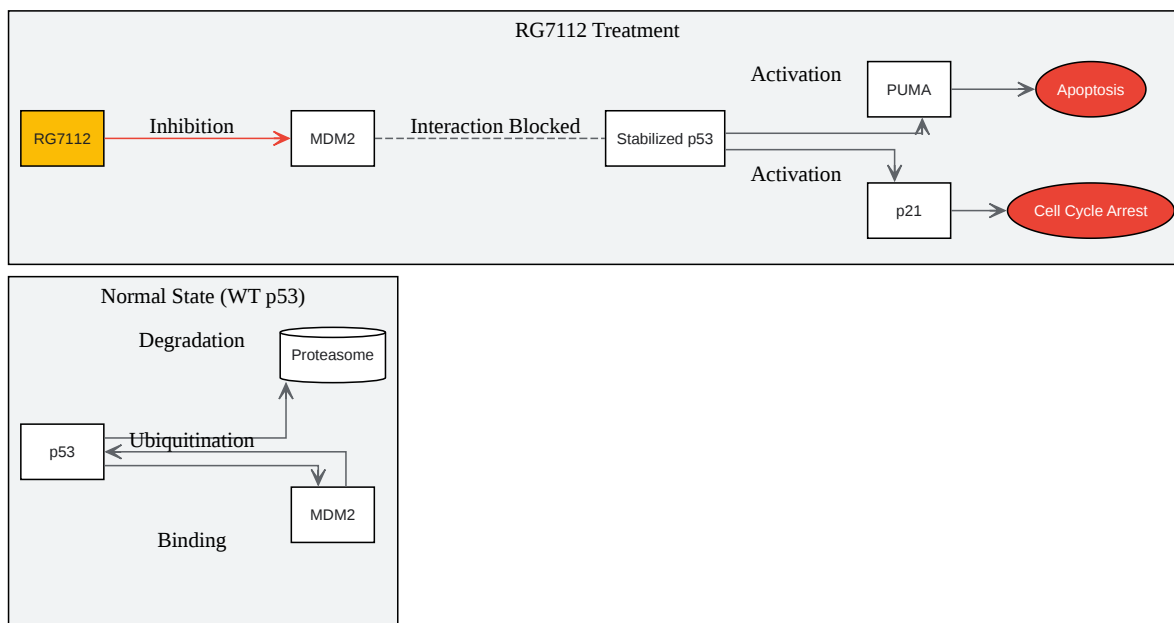 RG7112 Treatment
Activation
PUMA
Apoptosis
RG7112
Inhibition
MDM2
Interaction Blocked
Stabilized p53
Activation
p21
Cell Cycle Arrest
Normal State (WT p53)
Degradation
Proteasome
p53
Ubiquitination
MDM2
Binding